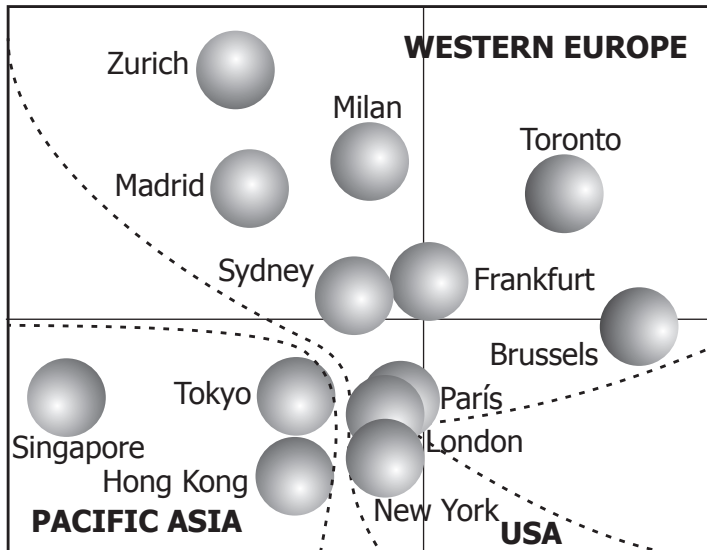 WESTERN EUROPE
Zurich
Milan
Toronto
Madrid
Sydney
Frankfurt
Brussels
Tokyo
París
Singapore
London
Hong Kong
New York
PACIFIC ASIA
USA